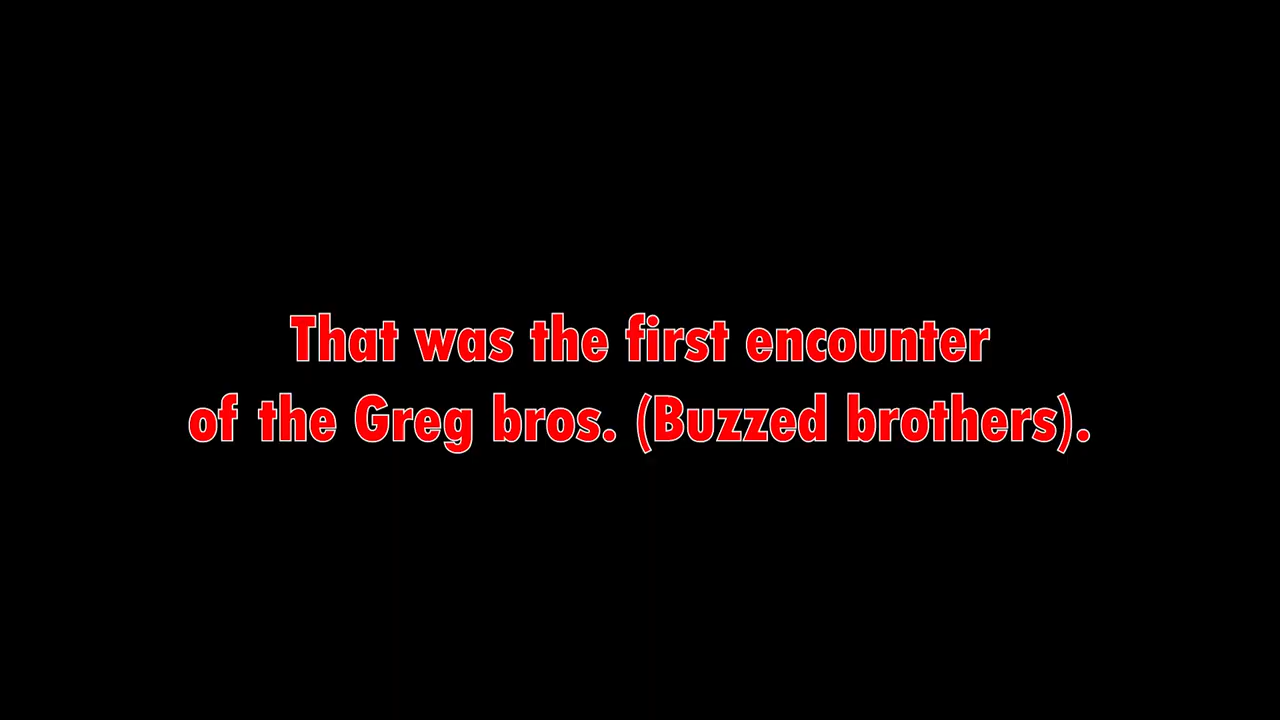 That was the first encounter
of the Greg bros. (Buzzed brothers).